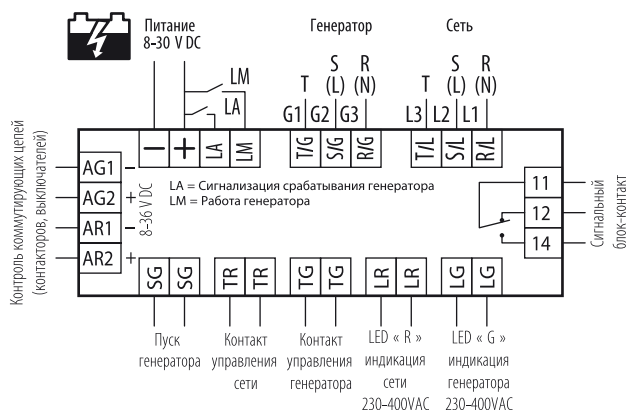 Питание
8–30 V DC
Генератор
Сеть
LM
LA
T
S
(L)
R
(N)
T
S
(L)
R
(N)
G1
G2
G3
L3
L2
L1
–
+
LA
LM
T/G
S/G
R/G
T/L
S/L
R/L
Контроль коммутирующих цепей
(контакторов, выключателей)
AG1 –
AG2 +
AR1 –
AR2 +
8–36 V DC
LA = Сигнализация срабатывания генератора
LM = Работа генератора
11
12
14
Сигнальный
блок-контакт
SG
SG
TR
TR
TG
TG
LR
LR
LG
LG
Пуск
генератора
Контакт
управления
сети
Контакт
управления
генератора
LED « R »
индикация
сети
230–400VAC
LED « G »
индикация
генератора
230–400VAC